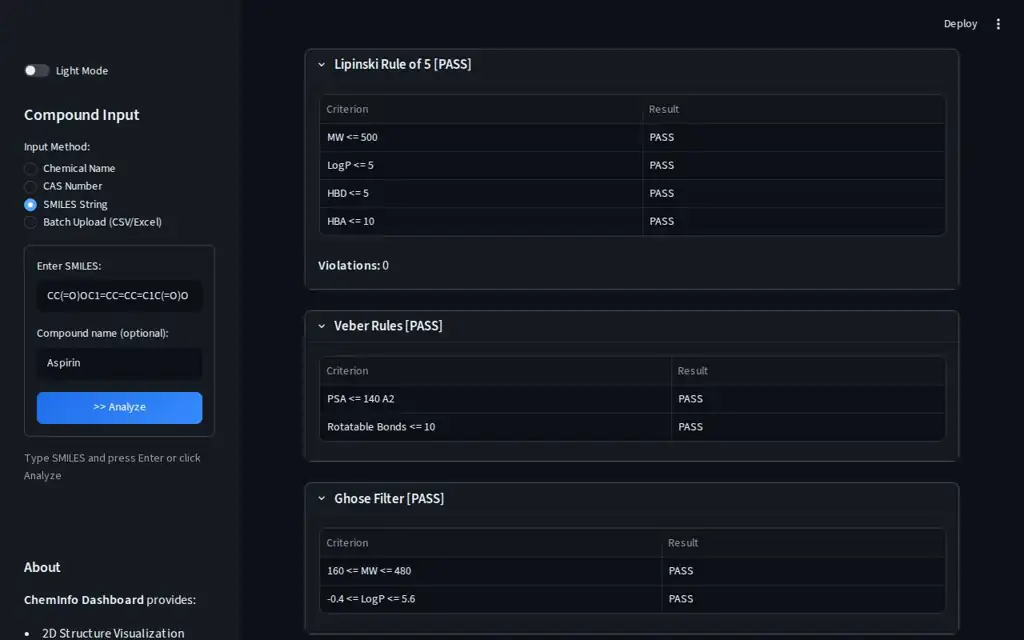 Deploy
Light Mode
Compound Input
Input Method:
Chemical Name
CAS Number
SMILES String
Batch Upload (CSV/Excel)
Enter SMILES:
CC(=O)OC1=CC=CC=C1C(=O)O
Compound name (optional):
Aspirin
>> Analyze
Type SMILES and press Enter or click
Analyze
About
ChemInfo Dashboard provides:
• 2D Structure Visualization
Lipinski Rule of 5 [PASS]
Criterion Result
MW <= 500 PASS
LogP <= 5 PASS
HBD <= 5 PASS
HBA <= 10 PASS
Violations: 0
Veber Rules [PASS]
Criterion Result
PSA <= 140 A2 PASS
Rotatable Bonds <= 10 PASS
Ghose Filter [PASS]
Criterion Result
160 <= MW <= 480 PASS
-0.4 <= LogP <= 5.6 PASS